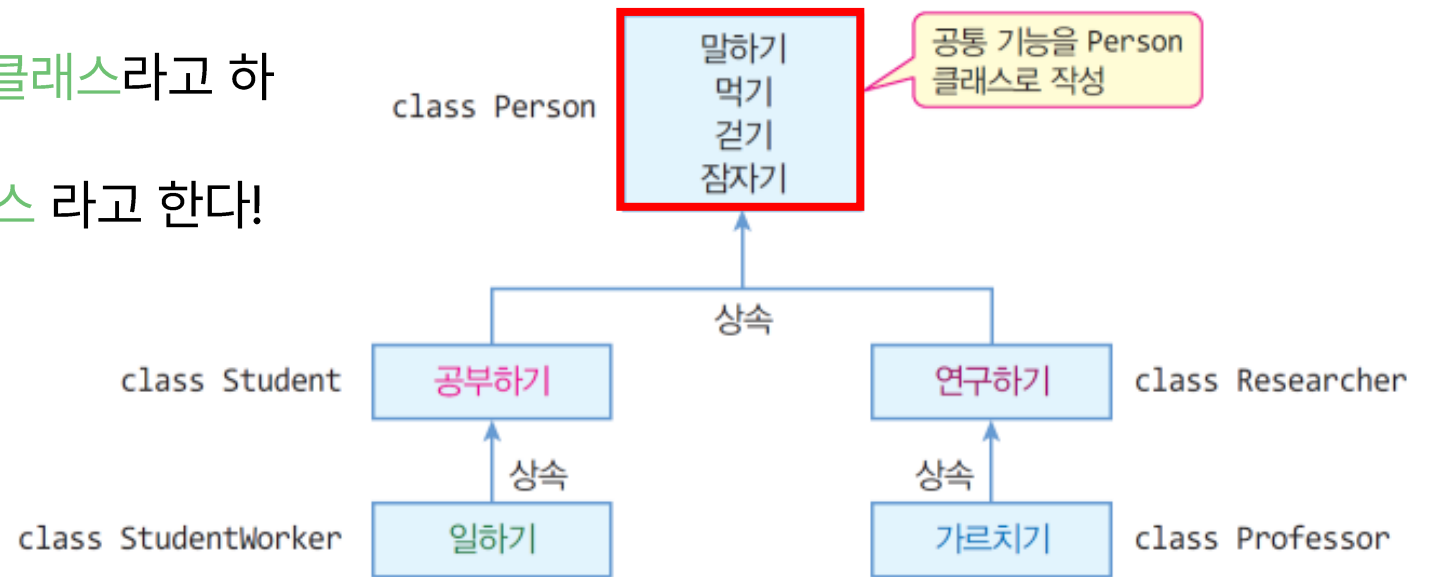 클래스라고 하
스 라고 한다!
class Person
말하기
먹기
걷기
잠자기
공통 기능을 Person
클래스로 작성
상속
class Student
공부하기
연구하기
class Researcher
상속
상속
class StudentWorker
일하기
가르치기
class Professor